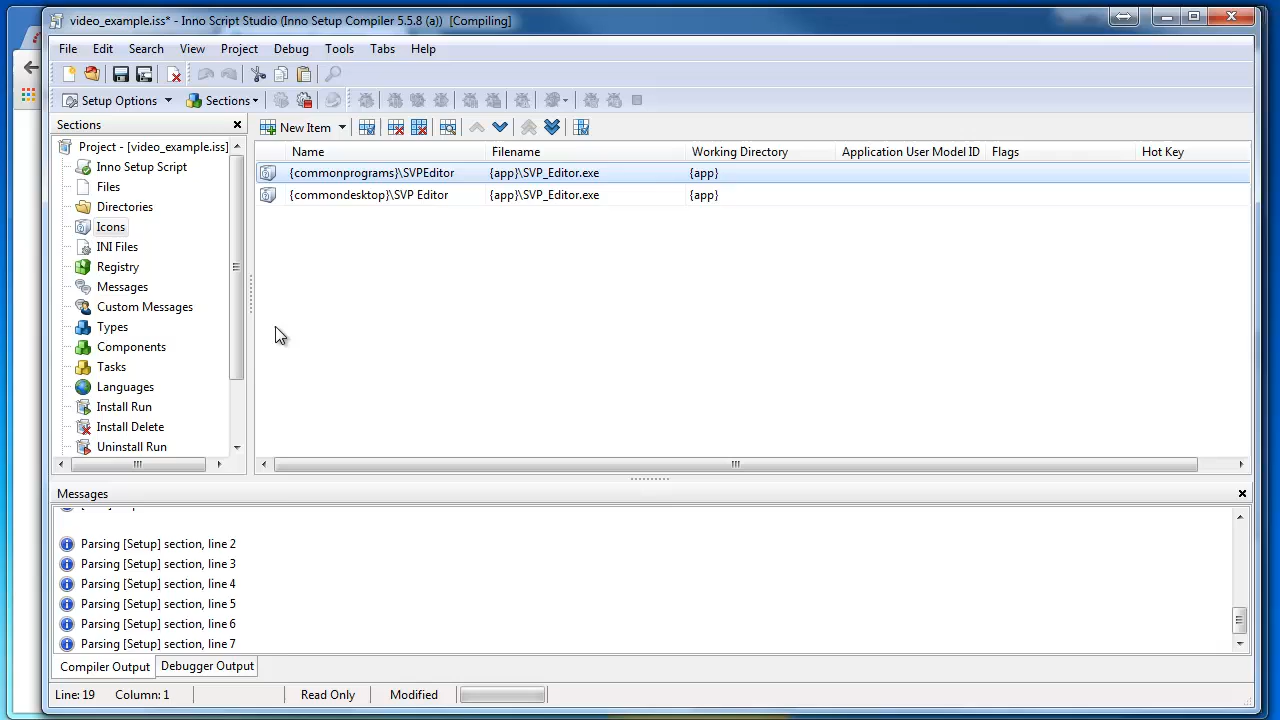 video_example.iss* - Inno Script Studio (Inno Setup Compiler 5.5.8 (a)) [Compiling]
File Edit Search View Project Debug Tools Tabs Help
Setup Options Sections
Sections
New Item
Project - [video_example.iss]
Inno Setup Script
Files
Directories
Icons
INI Files
Registry
Messages
Custom Messages
Types
Components
Tasks
Languages
Install Run
Install Delete
Uninstall Run
Name Filename Working Directory Application User Model ID Flags Hot Key
{commonprograms}\SVPEditor {app}\SVP_Editor.exe {app}
{commondesktop}\SVP Editor {app}\SVP_Editor.exe {app}
Messages
Parsing [Setup] section, line 2
Parsing [Setup] section, line 3
Parsing [Setup] section, line 4
Parsing [Setup] section, line 5
Parsing [Setup] section, line 6
Parsing [Setup] section, line 7
Compiler Output Debugger Output
Line: 19 Column: 1 Read Only Modified